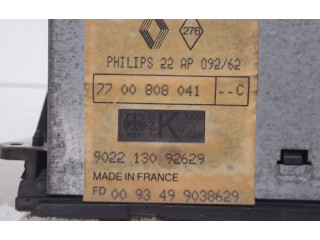 276
PHILIPS 22 AP 092/62
77 00 808 041 --C
K
9022 130 92629
MADE IN FRANCE
FD 00 93 49 9038629